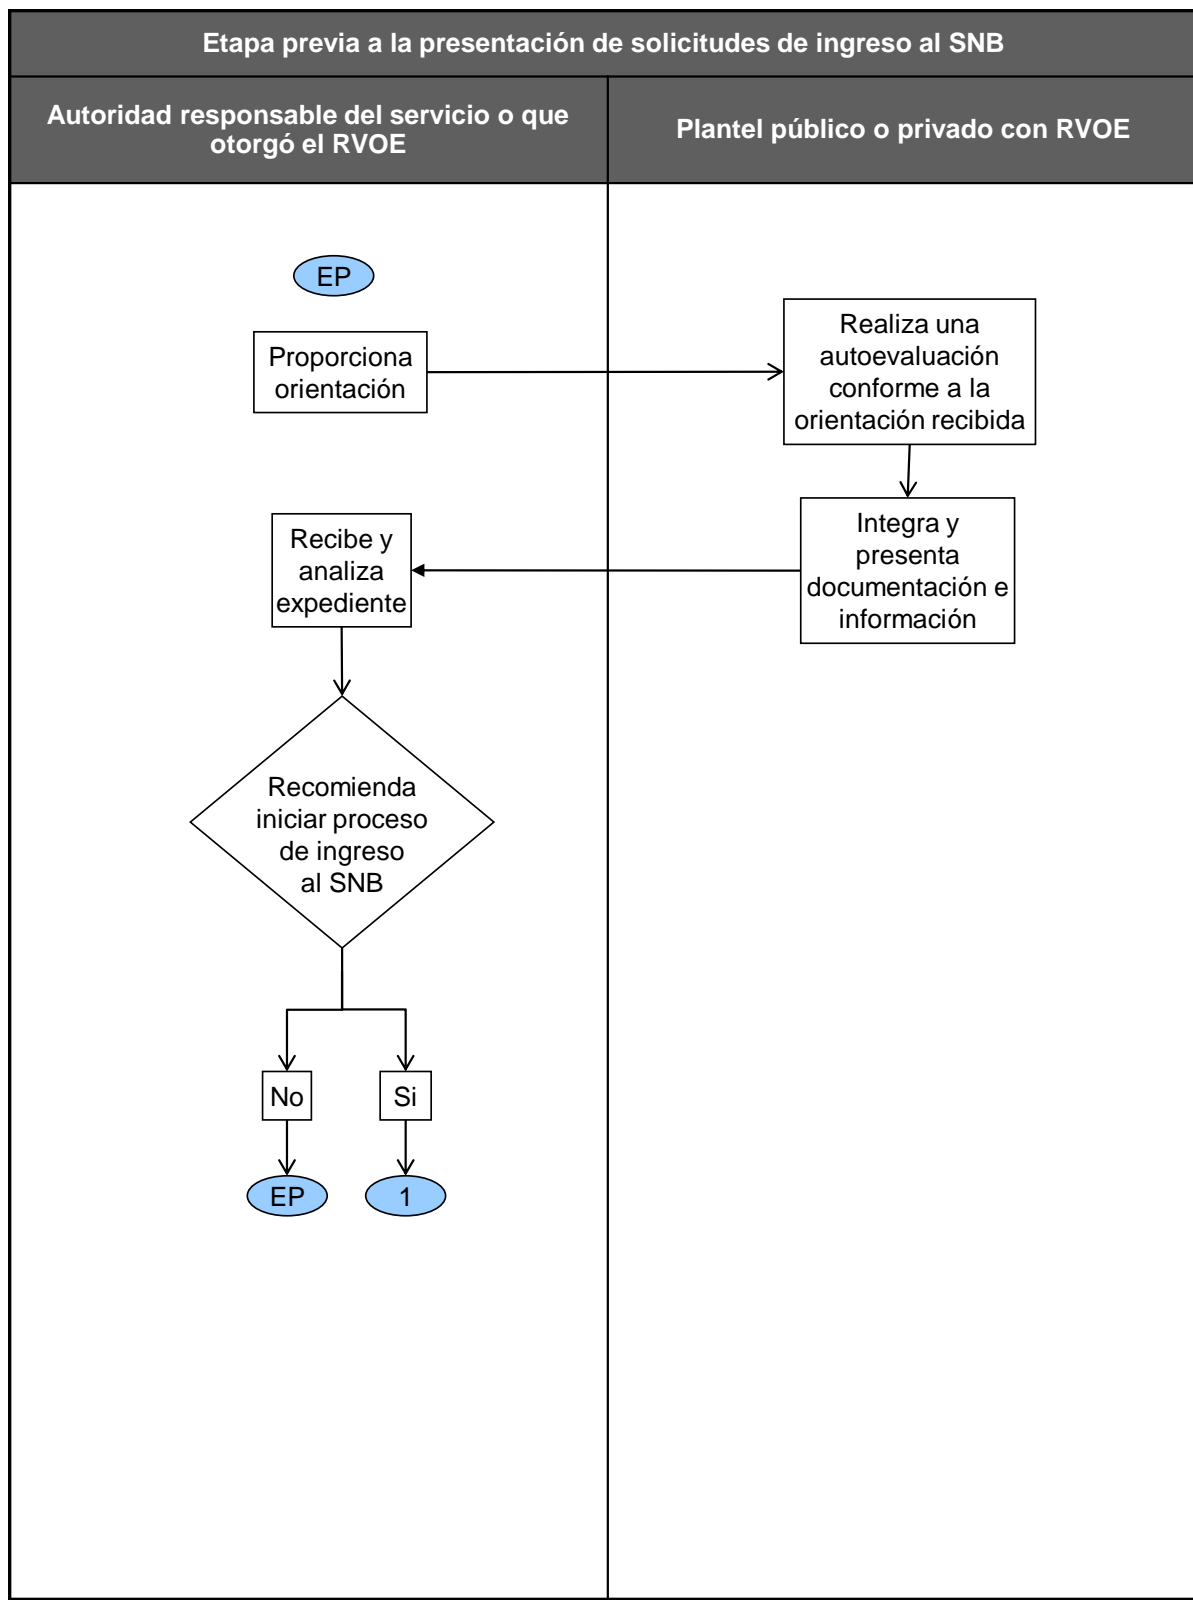 Etapa previa a la presentación de solicitudes de ingreso al SNB
Autoridad responsable del servicio o que
otorgó el RVOE
Plantel público o privado con RVOE
EP
Proporciona
orientación
Realiza una
autoevaluación
conforme a la
orientación recibida
Integra y
presenta
documentación e
información
Recibe y
analiza
expediente
Recomienda
iniciar proceso
de ingreso
al SNB
No
Si
EP
1